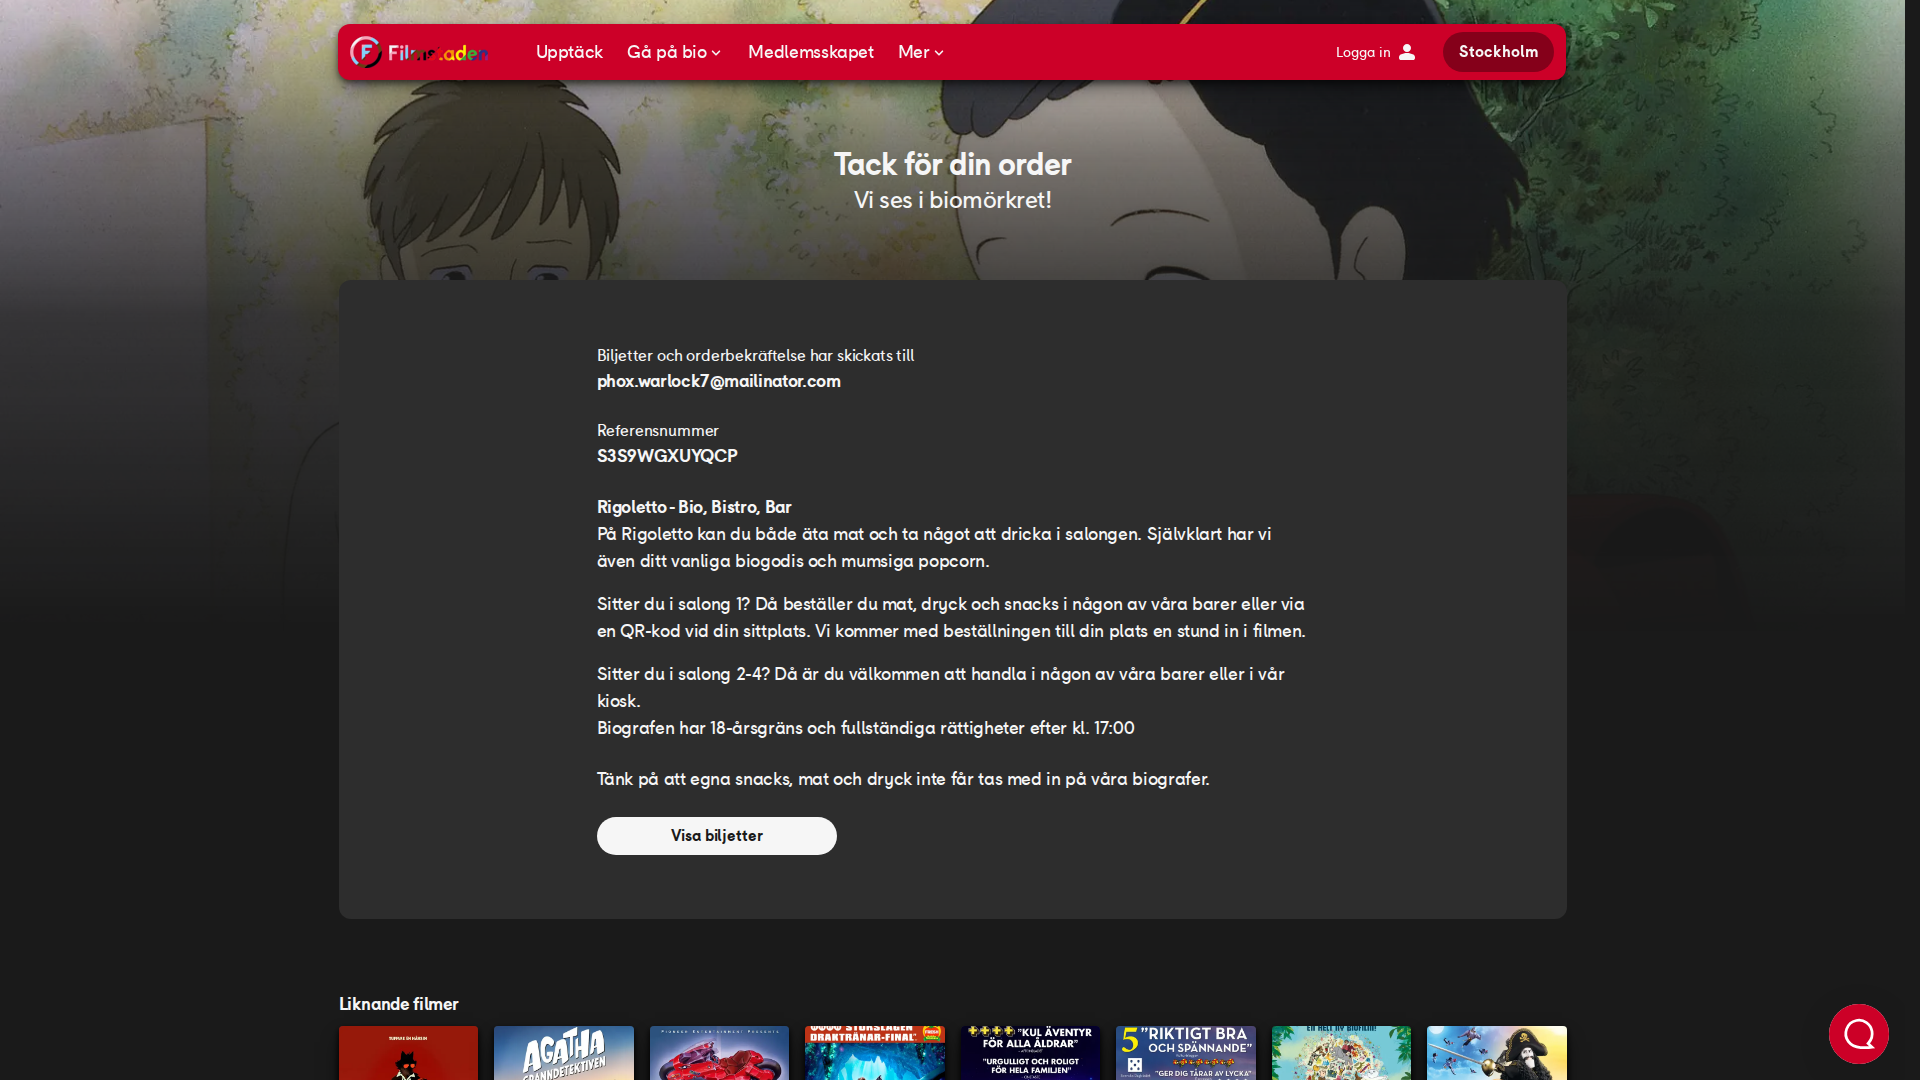 Filmstaden Upptäck Gå på bio Medlemsskapet Mer Logga in Stockholm
Tack för din order
Vi ses i biomörkret!
Biljetter och orderbekräftelse har skickats till
phox.warlock7@mailinator.com
Referensnummer
S3S9WGXUYQCP
Rigoletto - Bio, Bistro, Bar
På Rigoletto kan du både äta mat och ta något att dricka i salongen. Självklart har vi
även ditt vanliga biogodis och mumsiga popcorn.
Sitter du i salong 1? Då beställer du mat, dryck och snacks i någon av våra barer eller via
en QR-kod vid din sittplats. Vi kommer med beställningen till din plats en stund in i filmen.
Sitter du i salong 2-4? Då är du välkommen att handla i någon av våra barer eller i vår
kiosk.
Biografen har 18-årsgräns och fullständiga rättigheter efter kl. 17:00
Tänk på att egna snacks, mat och dryck inte får tas med in på våra biografer.
Visa biljetter
Liknande filmer
AGATHA
GRANNDETEKTIVEN
PIONEER ENTERTAINMENT PRESENTS
STORSLAGEN
DRAKTRÄNAR-FINAL"
"KUL ÄVENTYR
FÖR ALLA ÅLDRAR"
"URGULLIGT OCH ROLIGT
FÖR HELA FAMILJEN"
5 "RIKTIGT BRA
OCH SPÄNNANDE"
"GER DIG TÅRAR AV LYCKA"
EN HELT NY BIOFILM!